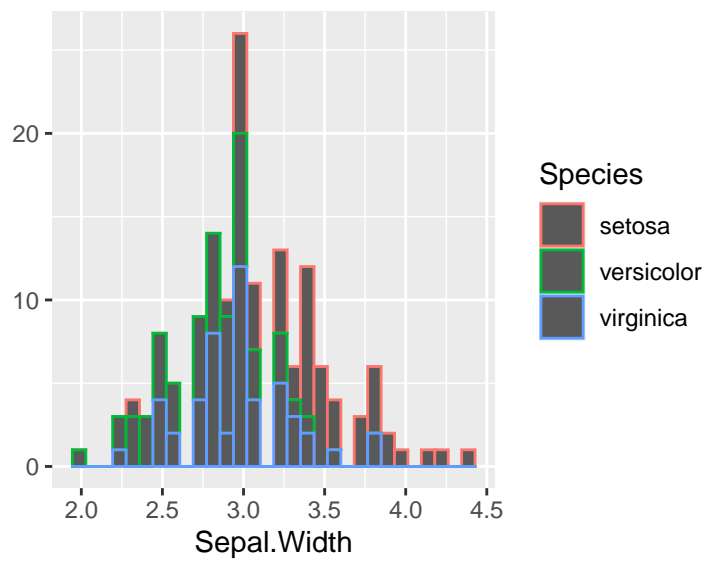 20
10
0
2.0 2.5 3.0 3.5 4.0 4.5
Sepal.Width
Species
setosa
versicolor
virginica